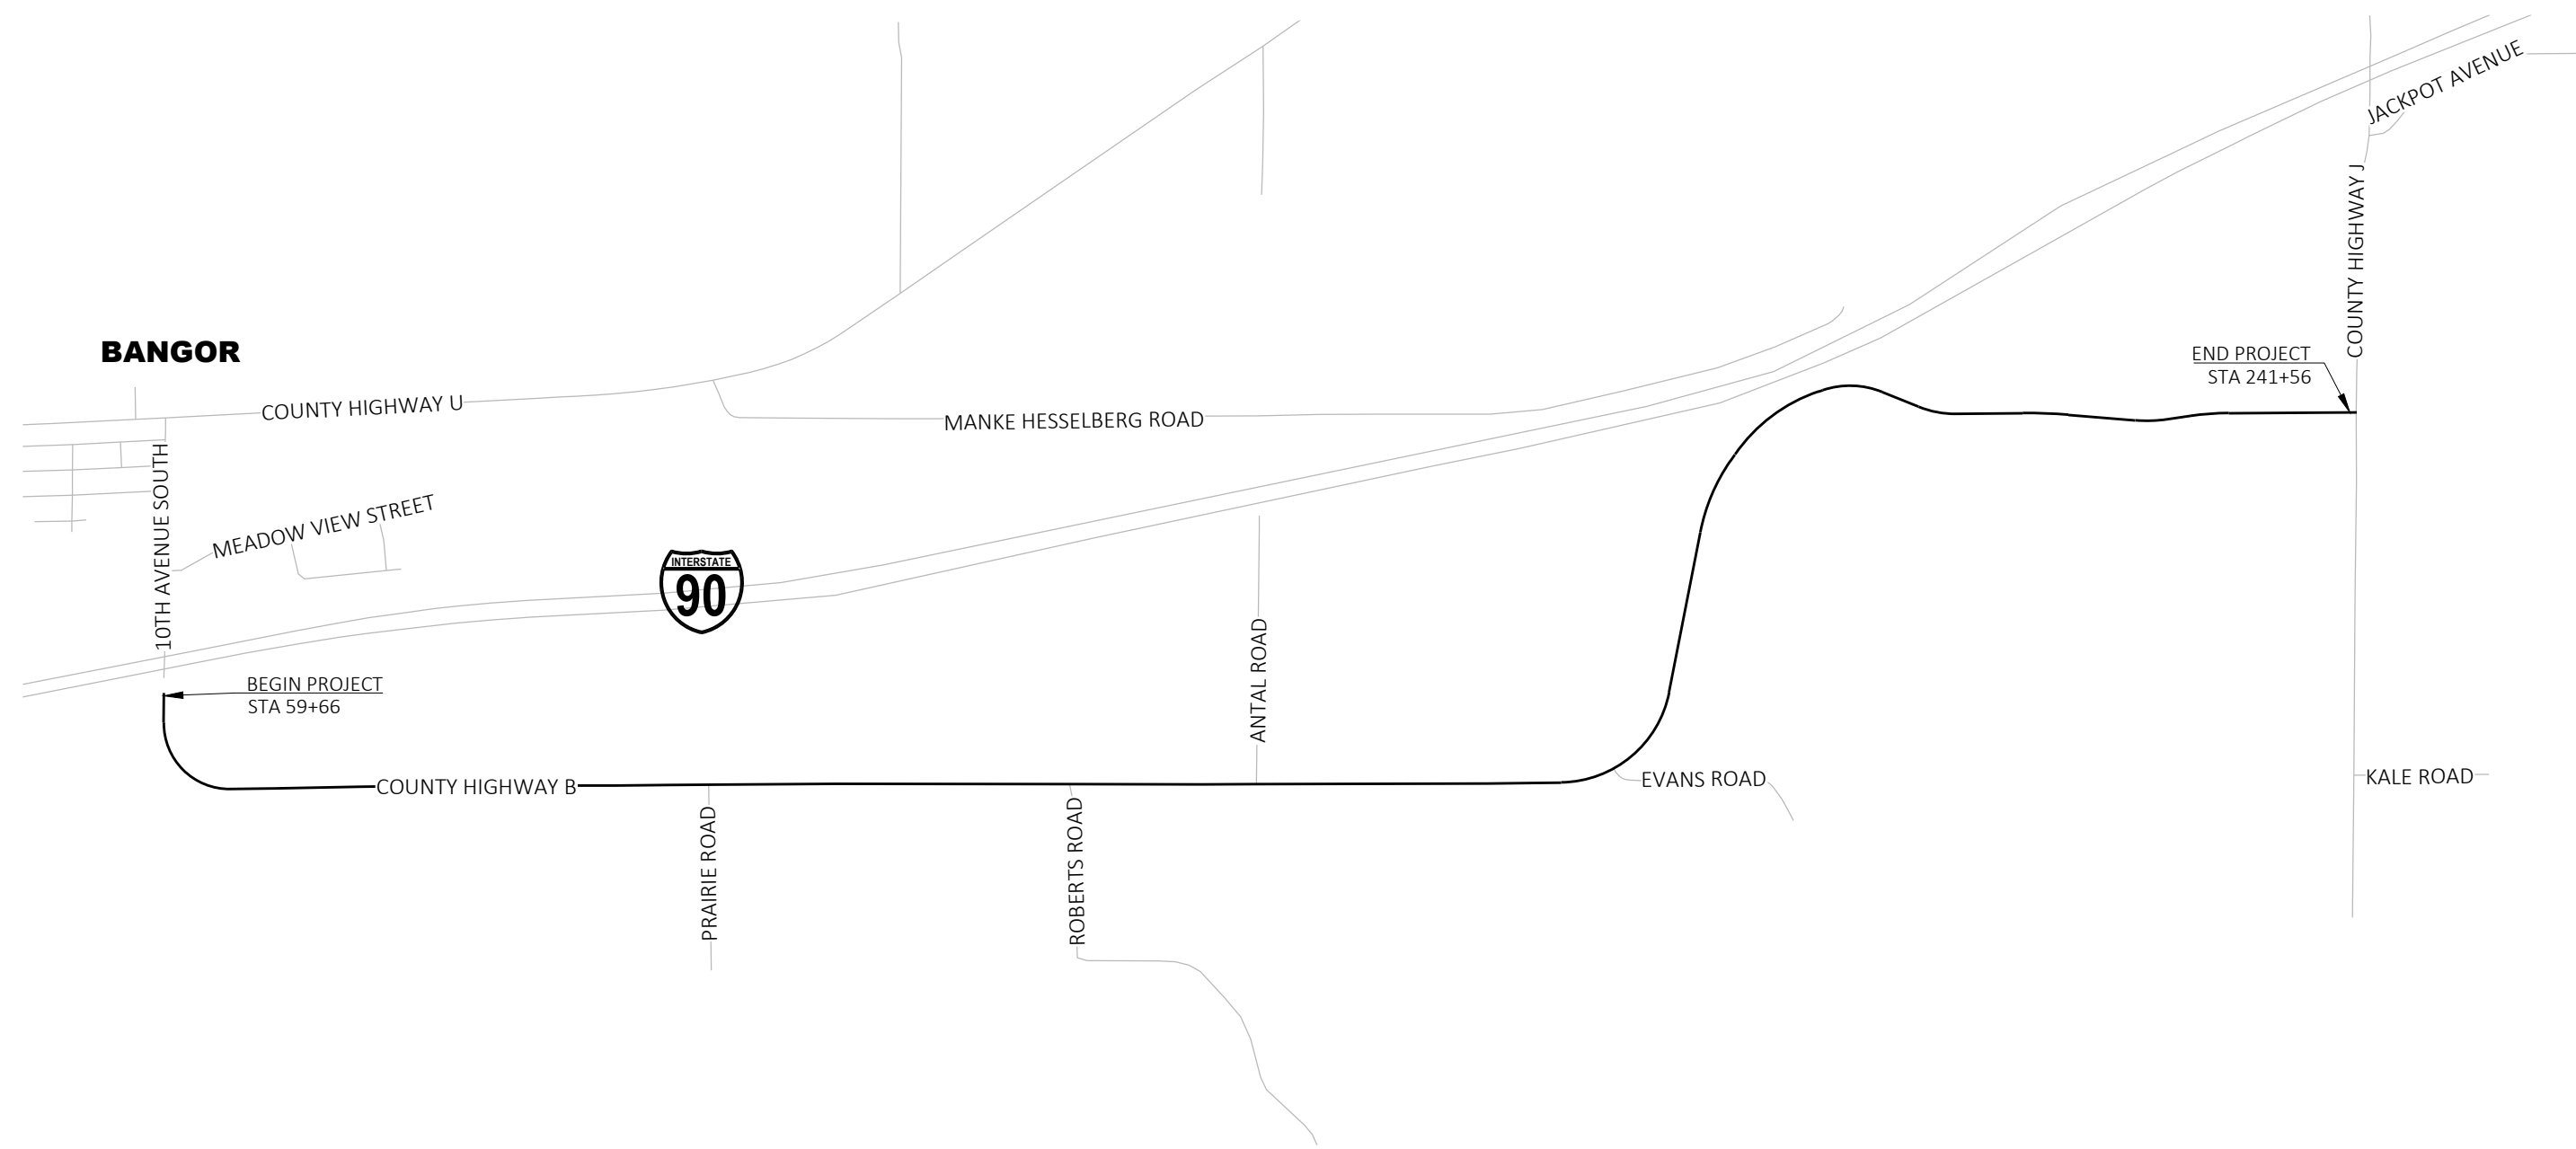 JACKPOT AVENUE
COUNTY HIGHWAY J
BANGOR
END PROJECT
STA 241+56
COUNTY HIGHWAY U
MANKE HESSELBERG ROAD
10TH AVENUE SOUTH
MEADOW VIEW STREET
INTERSTATE
90
ANTAL ROAD
BEGIN PROJECT
STA 59+66
COUNTY HIGHWAY B
EVANS ROAD
KALE ROAD
PRAIRIE ROAD
ROBERTS ROAD